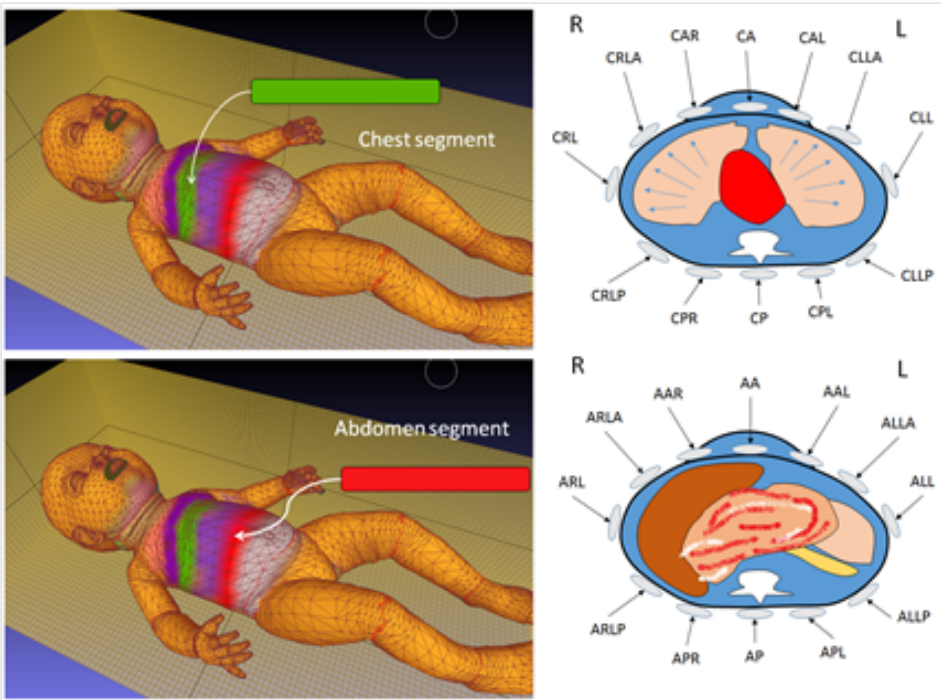 R
L
CAR
CA
CAL
CRLA
CLLA
CRL
CLL
Chest segment
CRLP
CLLP
CPR
CP
CPL
R
L
AAR
AA
AAL
ARLA
ALLA
Abdomen segment
ARL
ALL
ARLP
ALLP
APR
AP
APL